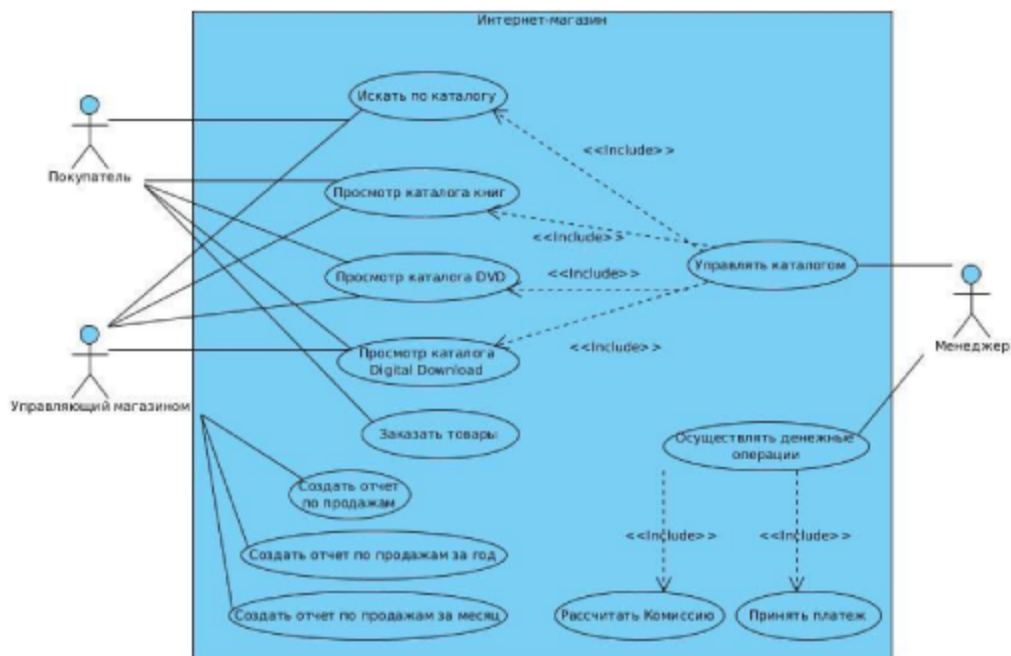 Интернет-магазин
Искать по каталогу
<<Include>>
Покупатель
Просмотр каталога книг
<<Include>>
Управлять каталогом
Просмотр каталога DVD
<<Include>>
Менеджер
<<Include>>
Просмотр каталога
Digital Download
Управляющий магазином
Заказать товары
Осуществлять денежные
операции
Создать отчет
по продажам
<<Include>>
<<Include>>
Создать отчет по продажам за год
Создать отчет по продажам за месяц
Рассчитать Комиссию
Принять платеж